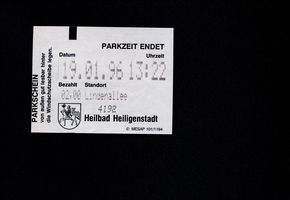 PARKZEIT ENDET
Datum Uhrzeit
19.01.96 13:22
Bezahlt Standort
02:00 Lindenallee
4192
Heilbad Heiligenstadt
© MESAP 101/1194
PARKSCHEIN
von außen gut lesbar hinter
die Windschutzscheibe legen.